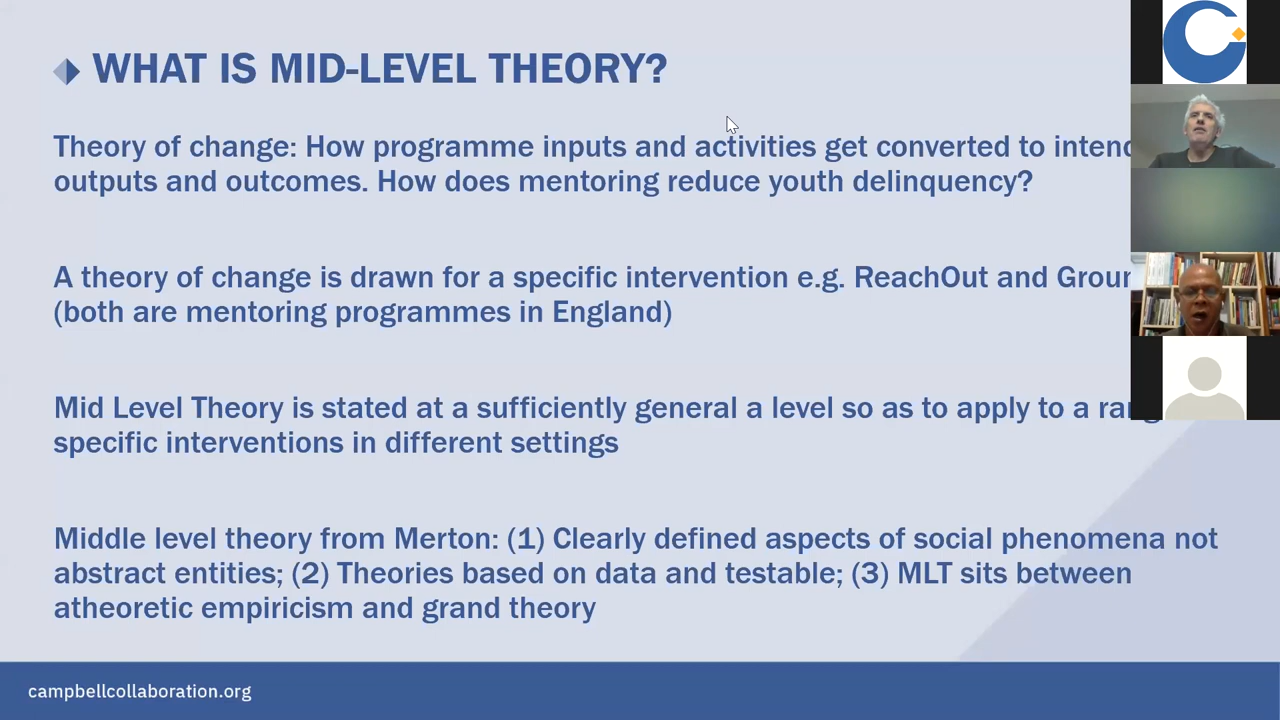 WHAT IS MID-LEVEL THEORY?
Theory of change: How programme inputs and activities get converted to
outputs and outcomes. How does mentoring reduce youth delinquency?
A theory of change is drawn for a specific intervention e.g. ReachOut and
(both are mentoring programmes in England)
Mid Level Theory is stated at a sufficiently general a level so as to apply to a
specific interventions in different settings
Middle level theory from Merton: (1) Clearly defined aspects of social phenomena not
abstract entities; (2) Theories based on data and testable; (3) MLT sits between
atheoretic empiricism and grand theory
campbellcollaboration.org